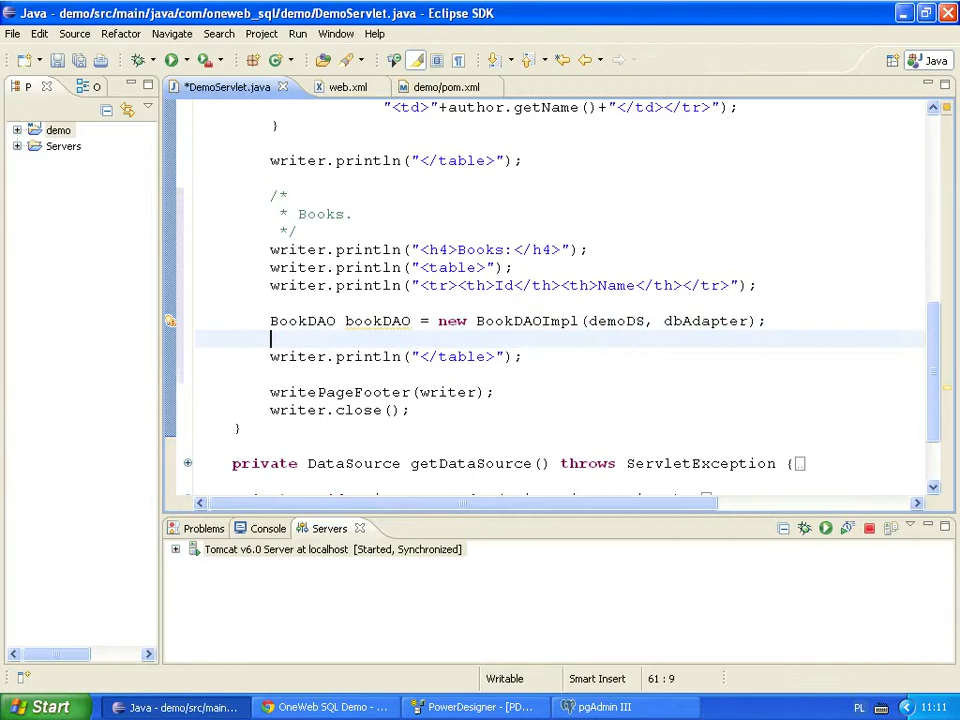 Java - demo/src/main/java/com/oneweb_sql/demo/DemoServlet.java - Eclipse SDK
File Edit Source Refactor Navigate Search Project Run Window Help
Java
P O *DemoServlet.java web.xml demo/pom.xml
demo
Servers
"<td>"+author.getName()+"</td></tr>");
}
writer.println("</table>");
/*
* Books.
*/
writer.println("<h4>Books:</h4>");
writer.println("<table>");
writer.println("<tr><th>Id</th><th>Name</th></tr>");
BookDAO bookDAO = new BookDAOImpl(demoDS, dbAdapter);
writer.println("</table>");
writePageFooter(writer);
writer.close();
}
private DataSource getDataSource() throws ServletException {
Problems Console Servers
Tomcat v6.0 Server at localhost [Started, Synchronized]
Writable Smart Insert 61 : 9
Start Java - demo/src/main... OneWeb SQL Demo - ... PowerDesigner - [PD... pgAdmin III PL 11:11